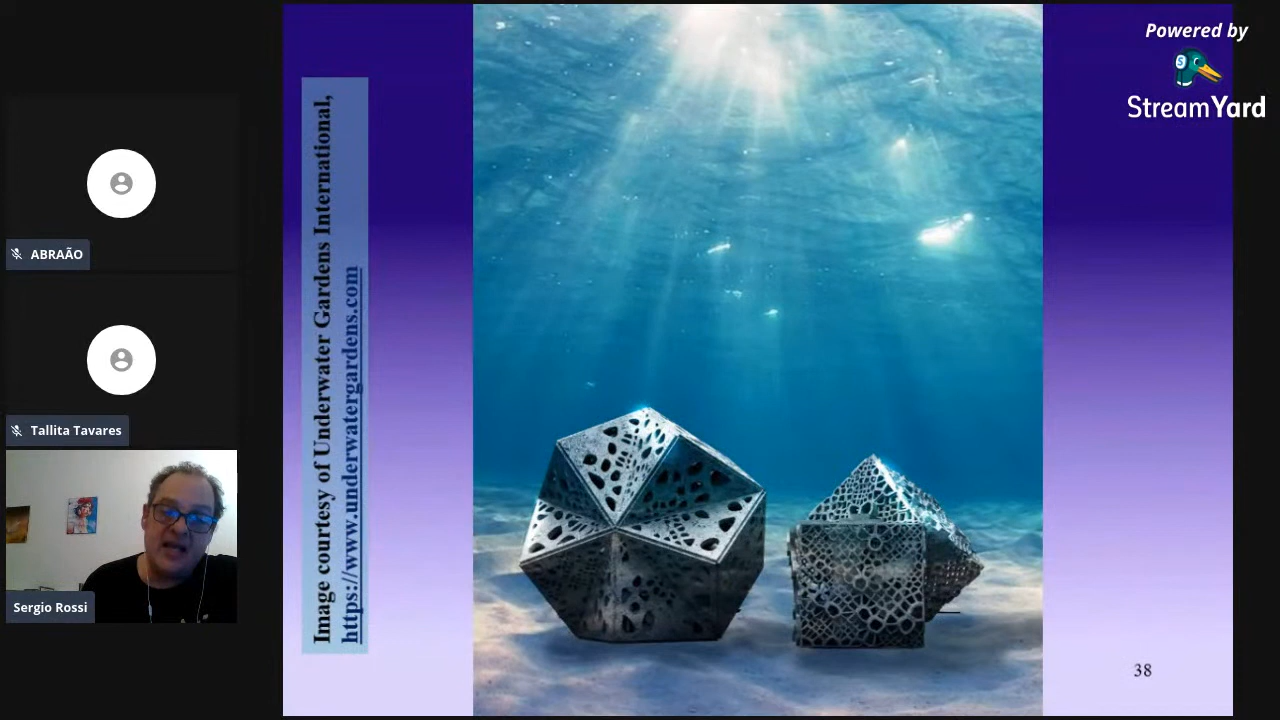 Powered by
StreamYard
ABRAÃO
Tallita Tavares
Sergio Rossi
Image courtesy of Underwater Gardens International,
https://www.underwatergardens.com
38